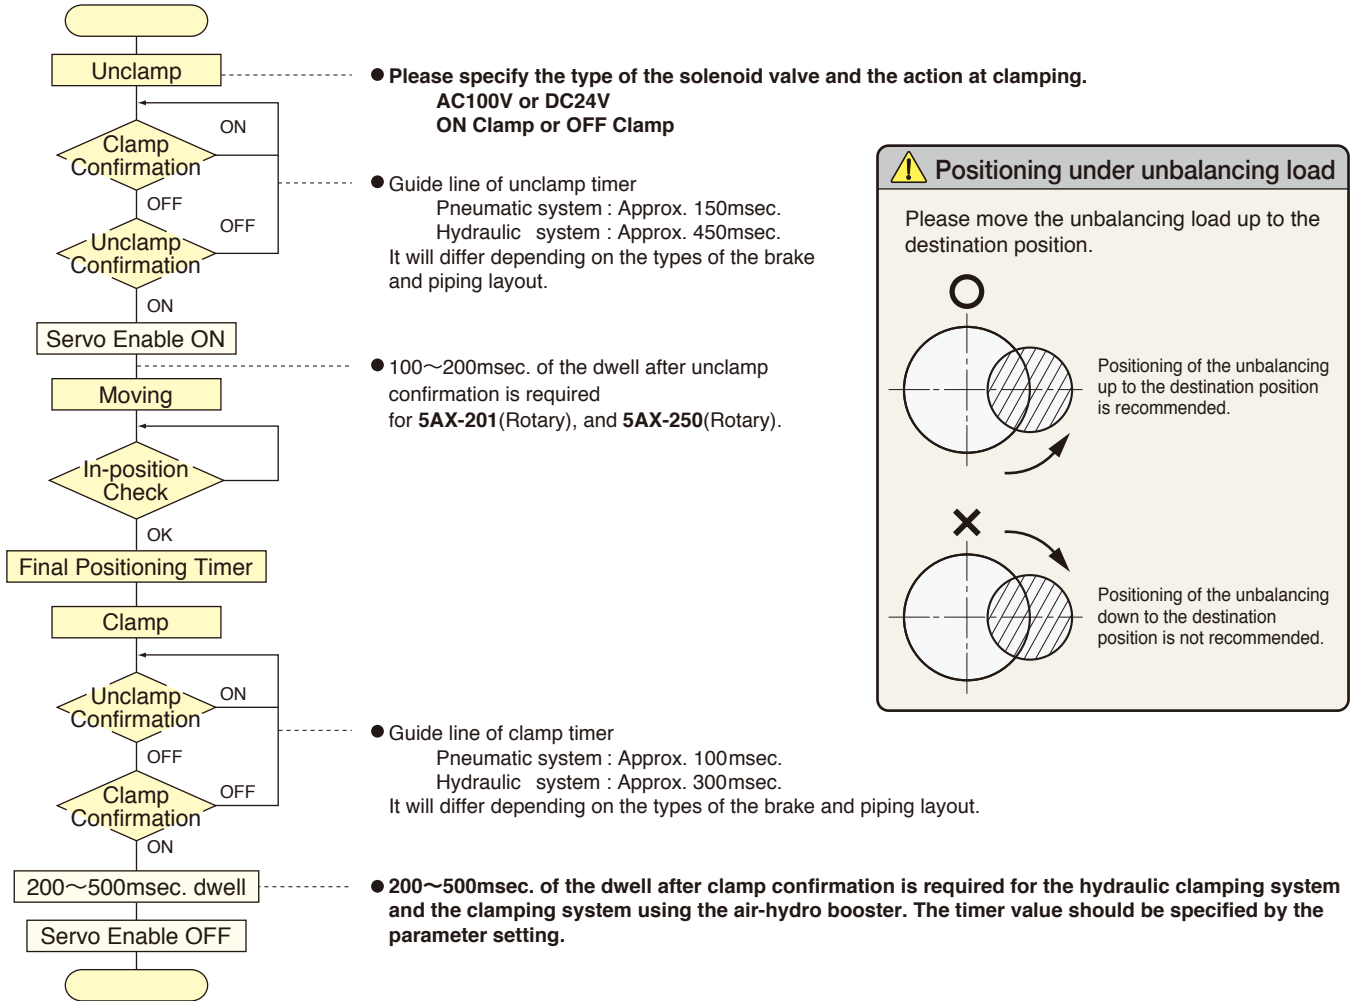 Unclamp
● Please specify the type of the solenoid valve and the action at clamping.
AC100V or DC24V
ON Clamp or OFF Clamp
ON
Clamp
Confirmation
● Guide line of unclamp timer
Pneumatic system : Approx. 150msec.
Hydraulic system : Approx. 450msec.
It will differ depending on the types of the brake
and piping layout.
OFF
OFF
Unclamp
Confirmation
ON
Servo Enable ON
● 100～200msec. of the dwell after unclamp
confirmation is required
for 5AX-201(Rotary), and 5AX-250(Rotary).
Moving
In-position
Check
OK
Final Positioning Timer
Clamp
Unclamp
Confirmation
ON
● Guide line of clamp timer
Pneumatic system : Approx. 100msec.
Hydraulic system : Approx. 300msec.
It will differ depending on the types of the brake and piping layout.
OFF
Clamp
Confirmation
OFF
ON
200～500msec. dwell
● 200～500msec. of the dwell after clamp confirmation is required for the hydraulic clamping system
and the clamping system using the air-hydro booster. The timer value should be specified by the
parameter setting.
Servo Enable OFF
Positioning under unbalancing load
Please move the unbalancing load up to the
destination position.
Positioning of the unbalancing
up to the destination position
is recommended.
Positioning of the unbalancing
down to the destination
position is not recommended.